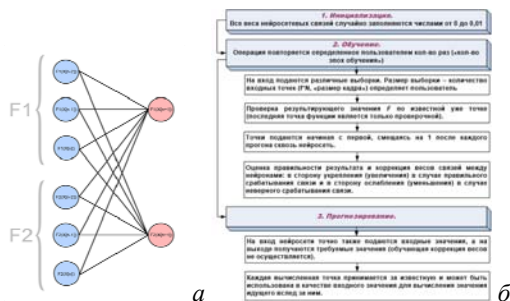 F1
F2
а
1. Инициализация.
Все веса нейросетевых связей случайно заполняются числами от 0 до 0,01
2. Обучение.
Операция повторяется определенное пользователем кол-во раз («кол-во
эпох обучения»)
На вход подаются различные выборки. Размер выборки – количество
входных точек (F*N, «размер кадра») определяет пользователь.
Проверка результирующего значения F по известной уже точке
(последняя точка функции является только проверочной).
Точки подаются начиная с первой, смещаясь на 1 после каждого
прогона сквозь нейросеть.
Оценка правильности результата и коррекция весов связей между
нейронами: в сторону укрепления (увеличения) в случае правильного
срабатывания связи и в сторону ослабления (уменьшения) в случае
неверного срабатывания связи.
3. Прогнозирование.
На вход нейросети точно также подаются входные значения, а на
выходе получаются требуемые значения (обучающая коррекция весов
не осуществляется).
Каждая вычисленная точка принимается за известную и может быть
использована в качестве входного значения для вычисления значения
идущего вслед за ним.
б